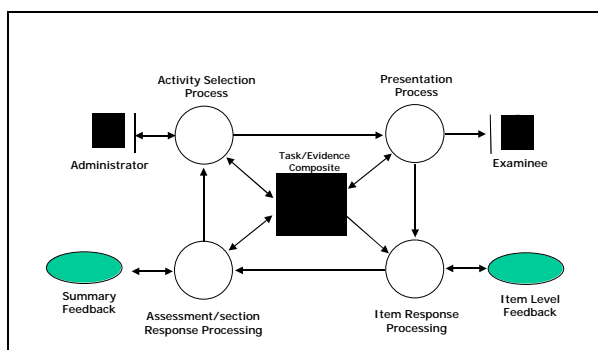 Activity Selection
Process
Presentation
Process
Administrator
Task/Evidence
Composite
Examinee
Summary
Feedback
Assessment/section
Response Processing
Item Response
Processing
Item Level
Feedback